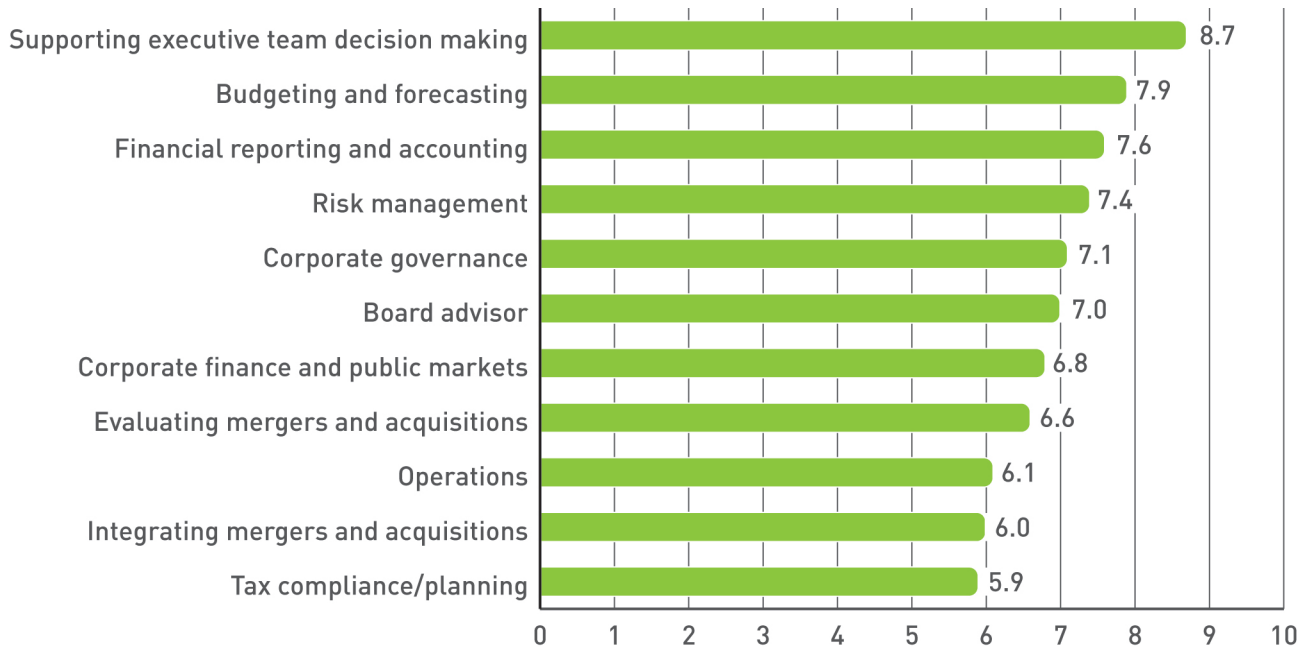 Supporting executive team decision making 8.7
Budgeting and forecasting 7.9
Financial reporting and accounting 7.6
Risk management 7.4
Corporate governance 7.1
Board advisor 7.0
Corporate finance and public markets 6.8
Evaluating mergers and acquisitions 6.6
Operations 6.1
Integrating mergers and acquisitions 6.0
Tax compliance/planning 5.9
0 1 2 3 4 5 6 7 8 9 10